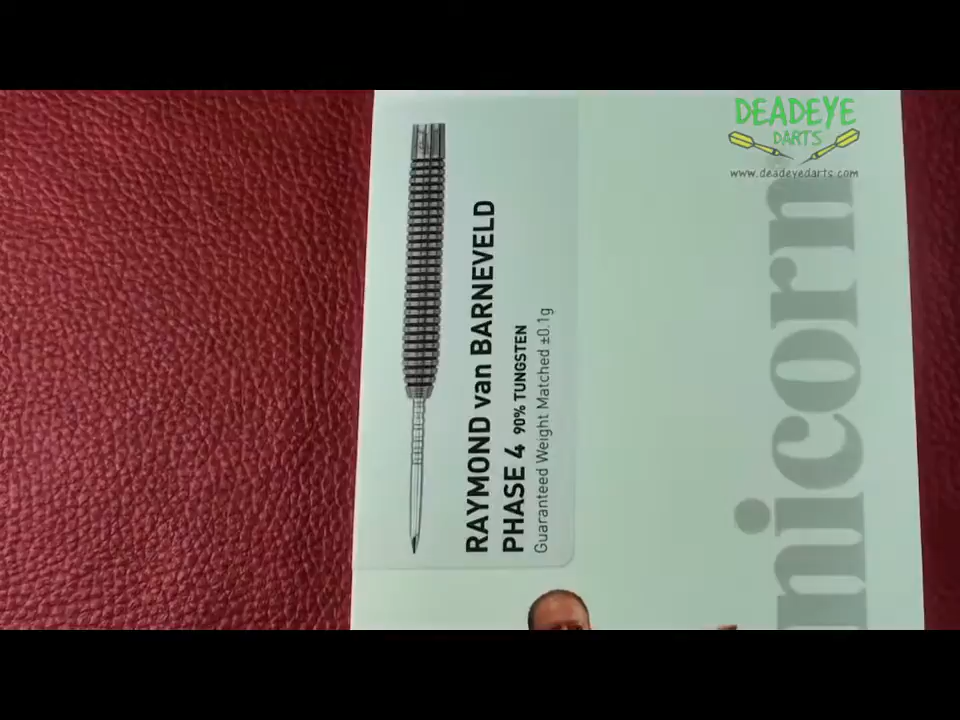 DEADEYE
DARTS
www.deadeyedarts.com
RAYMOND van BARNEVELD
PHASE 4 90% TUNGSTEN
Guaranteed Weight Matched ±0.1g
nicorn